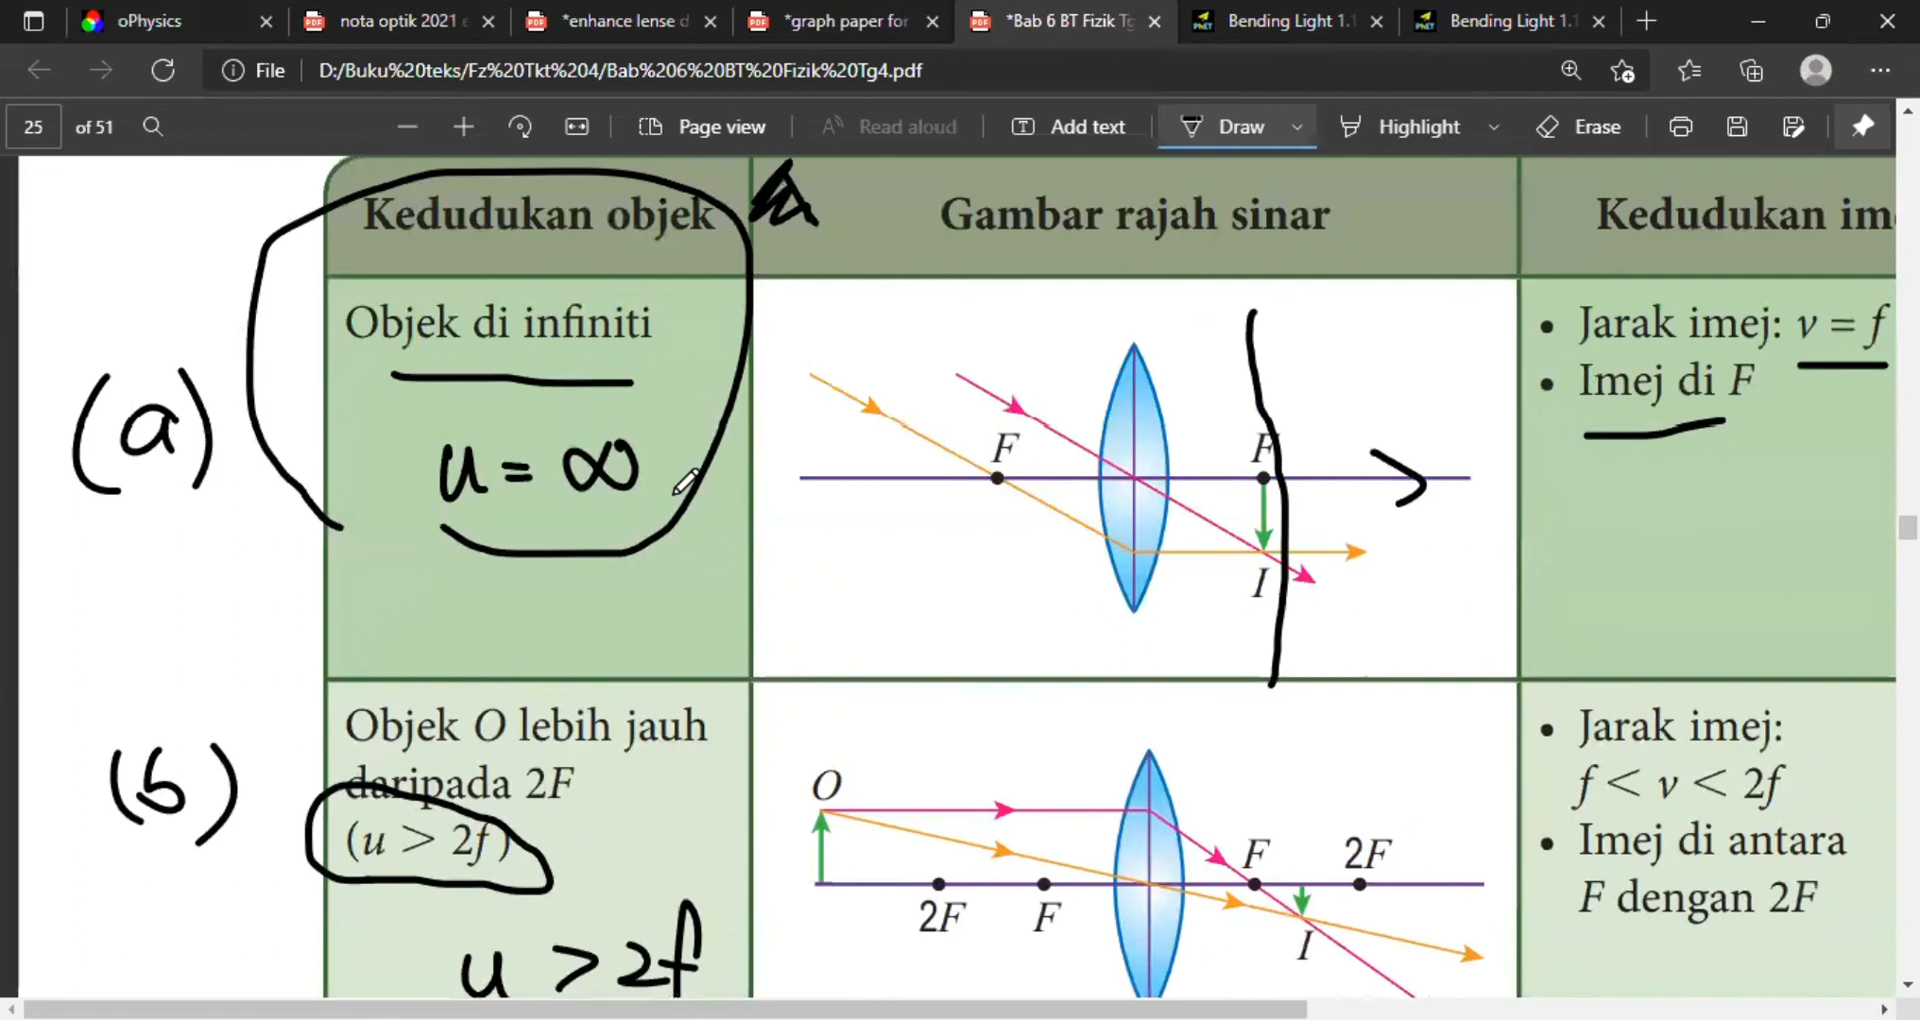 oPhysics
nota optik 2021
*enhance lense d
*graph paper for
*Bab 6 BT Fizik Tg
Bending Light 1.1
Bending Light 1.1
File
D:/Buku%20teks/Fz%20Tkt%204/Bab%206%20BT%20Fizik%20Tg4.pdf
25 of 51
Page view
Read aloud
Add text
Draw
Highlight
Erase
Kedudukan objek
Gambar rajah sinar
Kedudukan im
(a)
Objek di infiniti
u = ∞
F
F
I
• Jarak imej: v = f
• Imej di F
(b)
Objek O lebih jauh
daripada 2F
(u > 2f)
u > 2f
O
2F
F
F
2F
I
• Jarak imej:
f < v < 2f
• Imej di antara
F dengan 2F